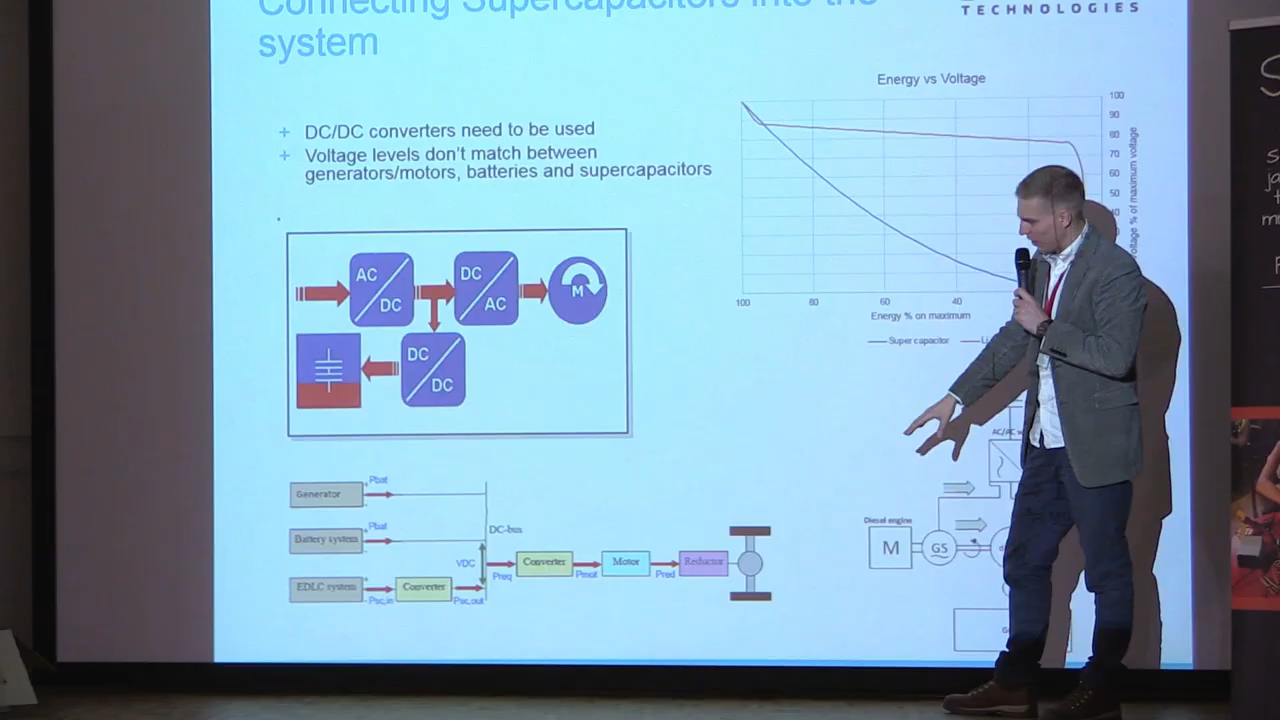 Connecting Supercapacitors into the
system
TECHNOLOGIES
+ DC/DC converters need to be used
+ Voltage levels don't match between
generators/motors, batteries and supercapacitors
Energy vs Voltage
100
90
80
70
60
50
Voltage % of maximum voltage
100
80
60
40
Energy % on maximum
Super capacitor
AC
DC
DC
AC
M
DC
DC
Generator
Pbat
Battery system
Pbat
EDLC system
Psc,in
Converter
Psc,out
DC-bus
VDC
Preq
Converter
Pmot
Motor
Pred
Reductor
AC/
Diesel engine
M
GS